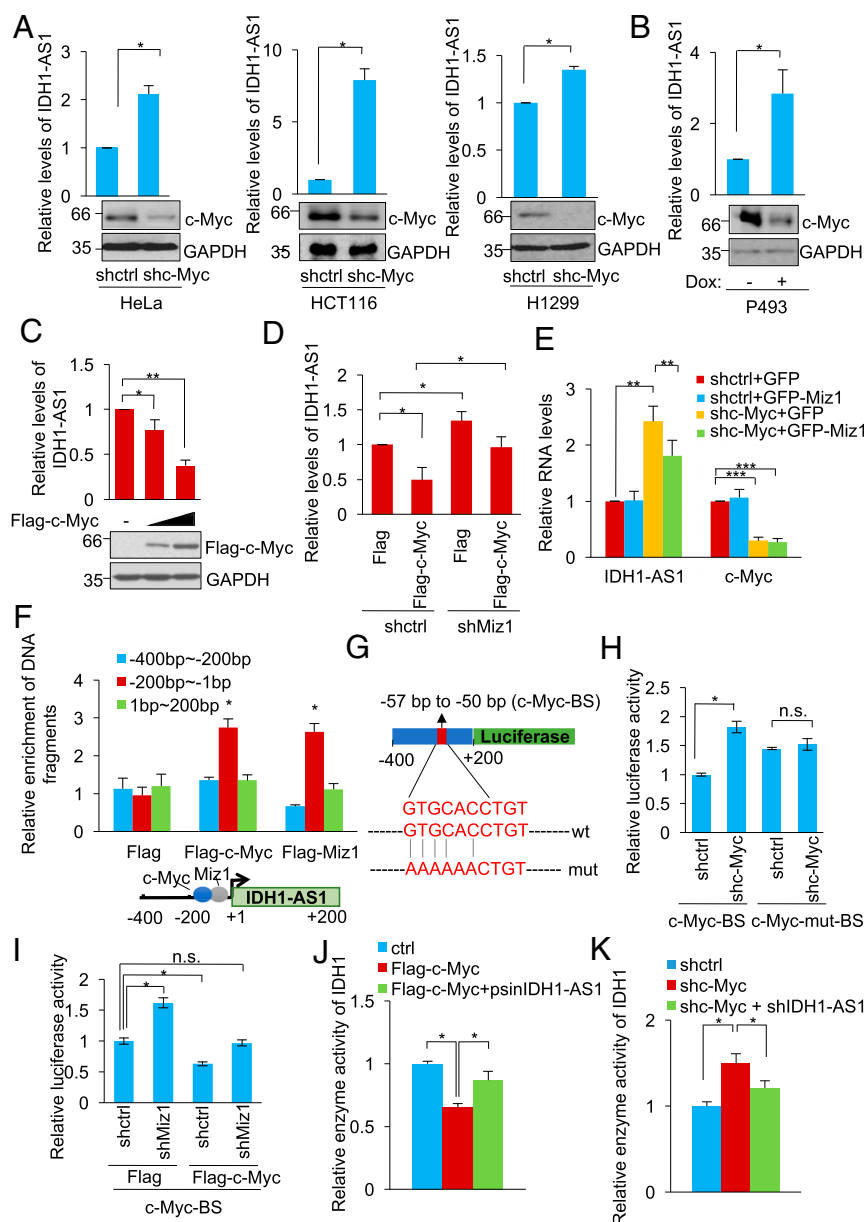 A
Relative levels of IDH1-AS1
3
2
1
0
*
66
35
c-Myc
GAPDH
shctrl shc-Myc
HeLa
Relative levels of IDH1-AS1
10
5
0
*
66
35
c-Myc
GAPDH
shctrl shc-Myc
HCT116
Relative levels of IDH1-AS1
1.5
1
0.5
0
*
66
35
c-Myc
GAPDH
shctrl shc-Myc
H1299
B
Relative levels of IDH1-AS1
4
3
2
1
0
*
66
35
c-Myc
GAPDH
Dox: - +
P493
C
Relative levels of
IDH1-AS1
1.5
1
0.5
0
**
*
Flag-c-Myc -
66
35
Flag-c-Myc
GAPDH
D
Relative levels of IDH1-AS1
2
1.5
1
0.5
0
*
*
*
Flag
Flag-c-Myc
Flag
Flag-c-Myc
shctrl
shMiz1
E
Relative RNA levels
3
2
1
0
shctrl+GFP
shctrl+GFP-Miz1
shc-Myc+GFP
shc-Myc+GFP-Miz1
** **
***
***
IDH1-AS1 c-Myc
F
-400bp~-200bp
-200bp~-1bp
1bp~200bp
Relative enrichment of DNA
fragments
4
3
2
1
0
* *
Flag Flag-c-Myc Flag-Miz1
c-Myc Miz1
IDH1-AS1
-400 -200 +1 +200
G
-57 bp to -50 bp (c-Myc-BS)
Luciferase
-400 +200
GTGCACCTGT
GTGCACCTGT wt
AAAAAACTGT mut
H
Relative luciferase activity
2.5
2
1.5
1
0.5
0
* n.s.
shctrl
shc-Myc
shctrl
shc-Myc
c-Myc-BS c-Myc-mut-BS
I
Relative luciferase activity
2
1.5
1
0.5
0
n.s.
*
*
shctrl
shMiz1
shctrl
shMiz1
Flag Flag-c-Myc
c-Myc-BS
J
ctrl
Flag-c-Myc
Flag-c-Myc+psinIDH1-AS1
Relative enzyme activity of IDH1
1.5
1
0.5
0
* *
K
shctrl
shc-Myc
shc-Myc + shIDH1-AS1
Relative enzyme activity of IDH1
2
1
0
* *